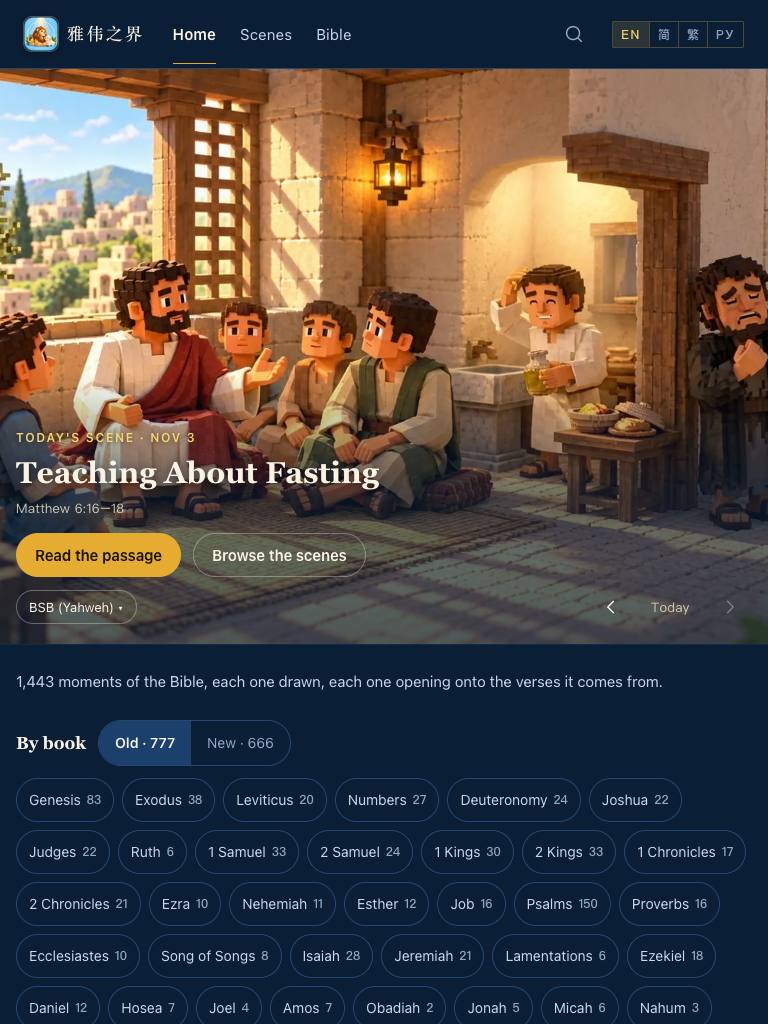 雅伟之界 Home Scenes Bible EN 简 繁 РУ
TODAY'S SCENE · NOV 3
Teaching About Fasting
Matthew 6:16–18
Read the passage Browse the scenes
BSB (Yahweh) ▾ Today
1,443 moments of the Bible, each one drawn, each one opening onto the verses it comes from.
By book Old · 777 New · 666
Genesis 83 Exodus 38 Leviticus 20 Numbers 27 Deuteronomy 24 Joshua 22
Judges 22 Ruth 6 1 Samuel 33 2 Samuel 24 1 Kings 30 2 Kings 33 1 Chronicles 17
2 Chronicles 21 Ezra 10 Nehemiah 11 Esther 12 Job 16 Psalms 150 Proverbs 16
Ecclesiastes 10 Song of Songs 8 Isaiah 28 Jeremiah 21 Lamentations 6 Ezekiel 18
Daniel 12 Hosea 7 Joel 4 Amos 7 Obadiah 2 Jonah 5 Micah 6 Nahum 3